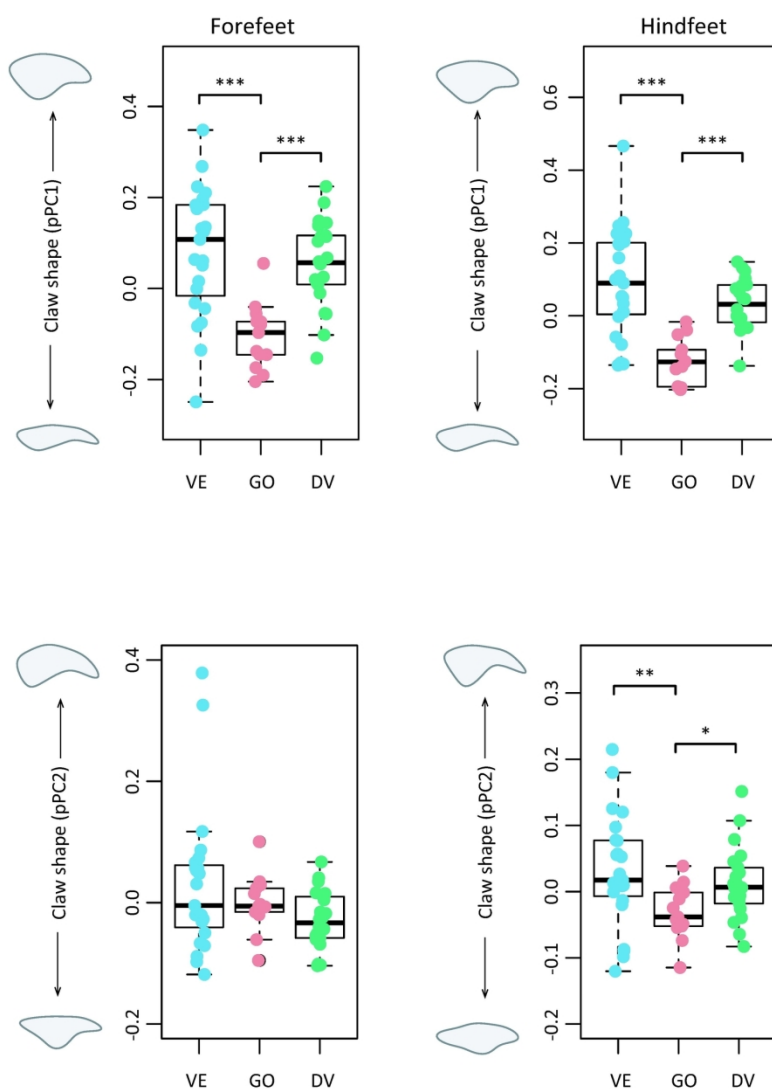 Forefeet
Hindfeet
Claw shape (pPC1)
0.4
0.2
0.0
-0.2
***
***
VE GO DV
Claw shape (pPC1)
0.6
0.4
0.2
0.0
-0.2
***
***
VE GO DV
Claw shape (pPC2)
0.4
0.2
0.0
-0.2
VE GO DV
Claw shape (pPC2)
0.3
0.2
0.1
0.0
-0.1
-0.2
**
*
VE GO DV